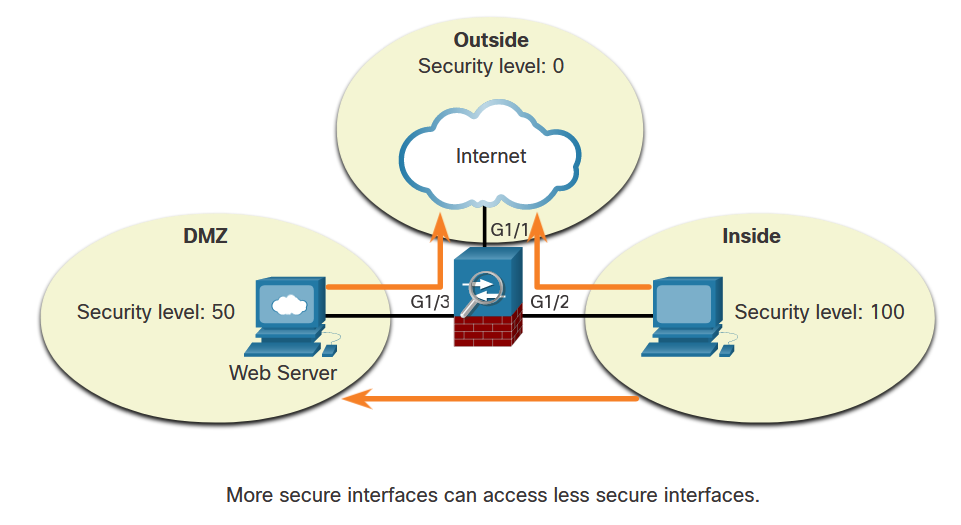 Outside
Security level: 0
Internet
G1/1
DMZ
Inside
Security level: 50
G1/3
G1/2
Security level: 100
Web Server
More secure interfaces can access less secure interfaces.